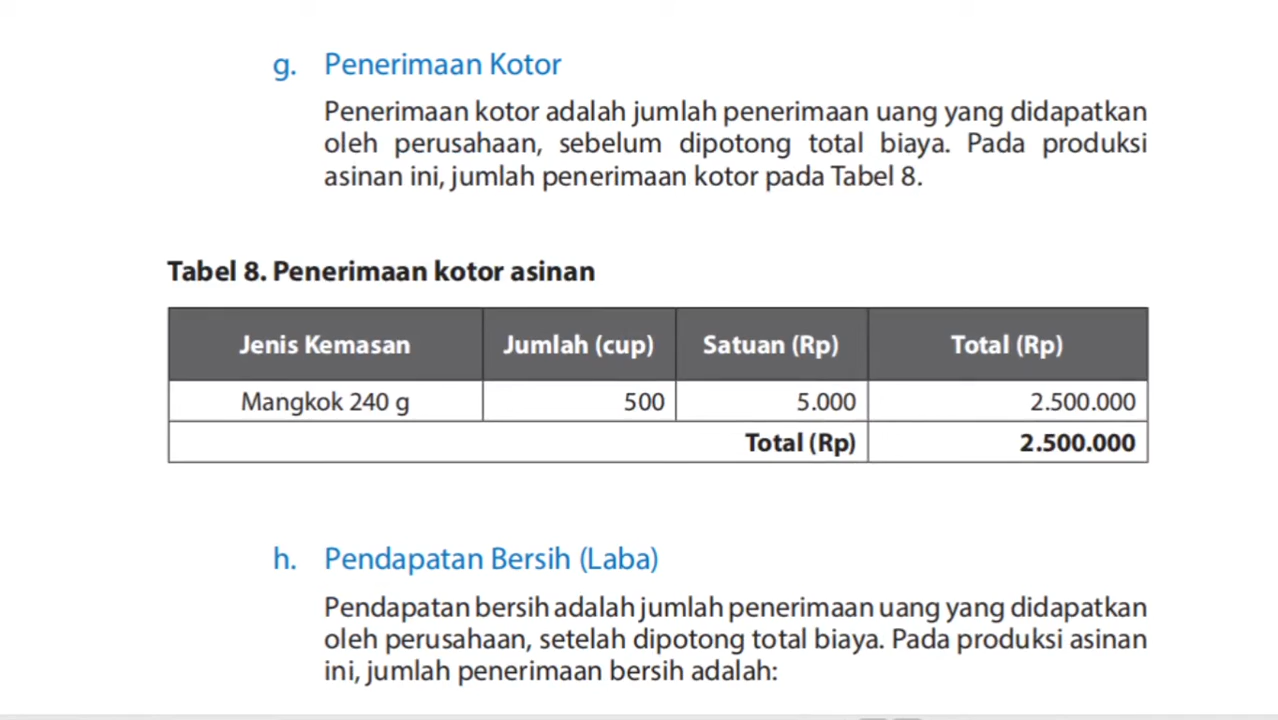 g. Penerimaan Kotor
Penerimaan kotor adalah jumlah penerimaan uang yang didapatkan
oleh perusahaan, sebelum dipotong total biaya. Pada produksi
asinan ini, jumlah penerimaan kotor pada Tabel 8.
Tabel 8. Penerimaan kotor asinan
Jenis Kemasan Jumlah (cup) Satuan (Rp) Total (Rp)
Mangkok 240 g 500 5.000 2.500.000
Total (Rp) 2.500.000
h. Pendapatan Bersih (Laba)
Pendapatan bersih adalah jumlah penerimaan uang yang didapatkan
oleh perusahaan, setelah dipotong total biaya. Pada produksi asinan
ini, jumlah penerimaan bersih adalah: